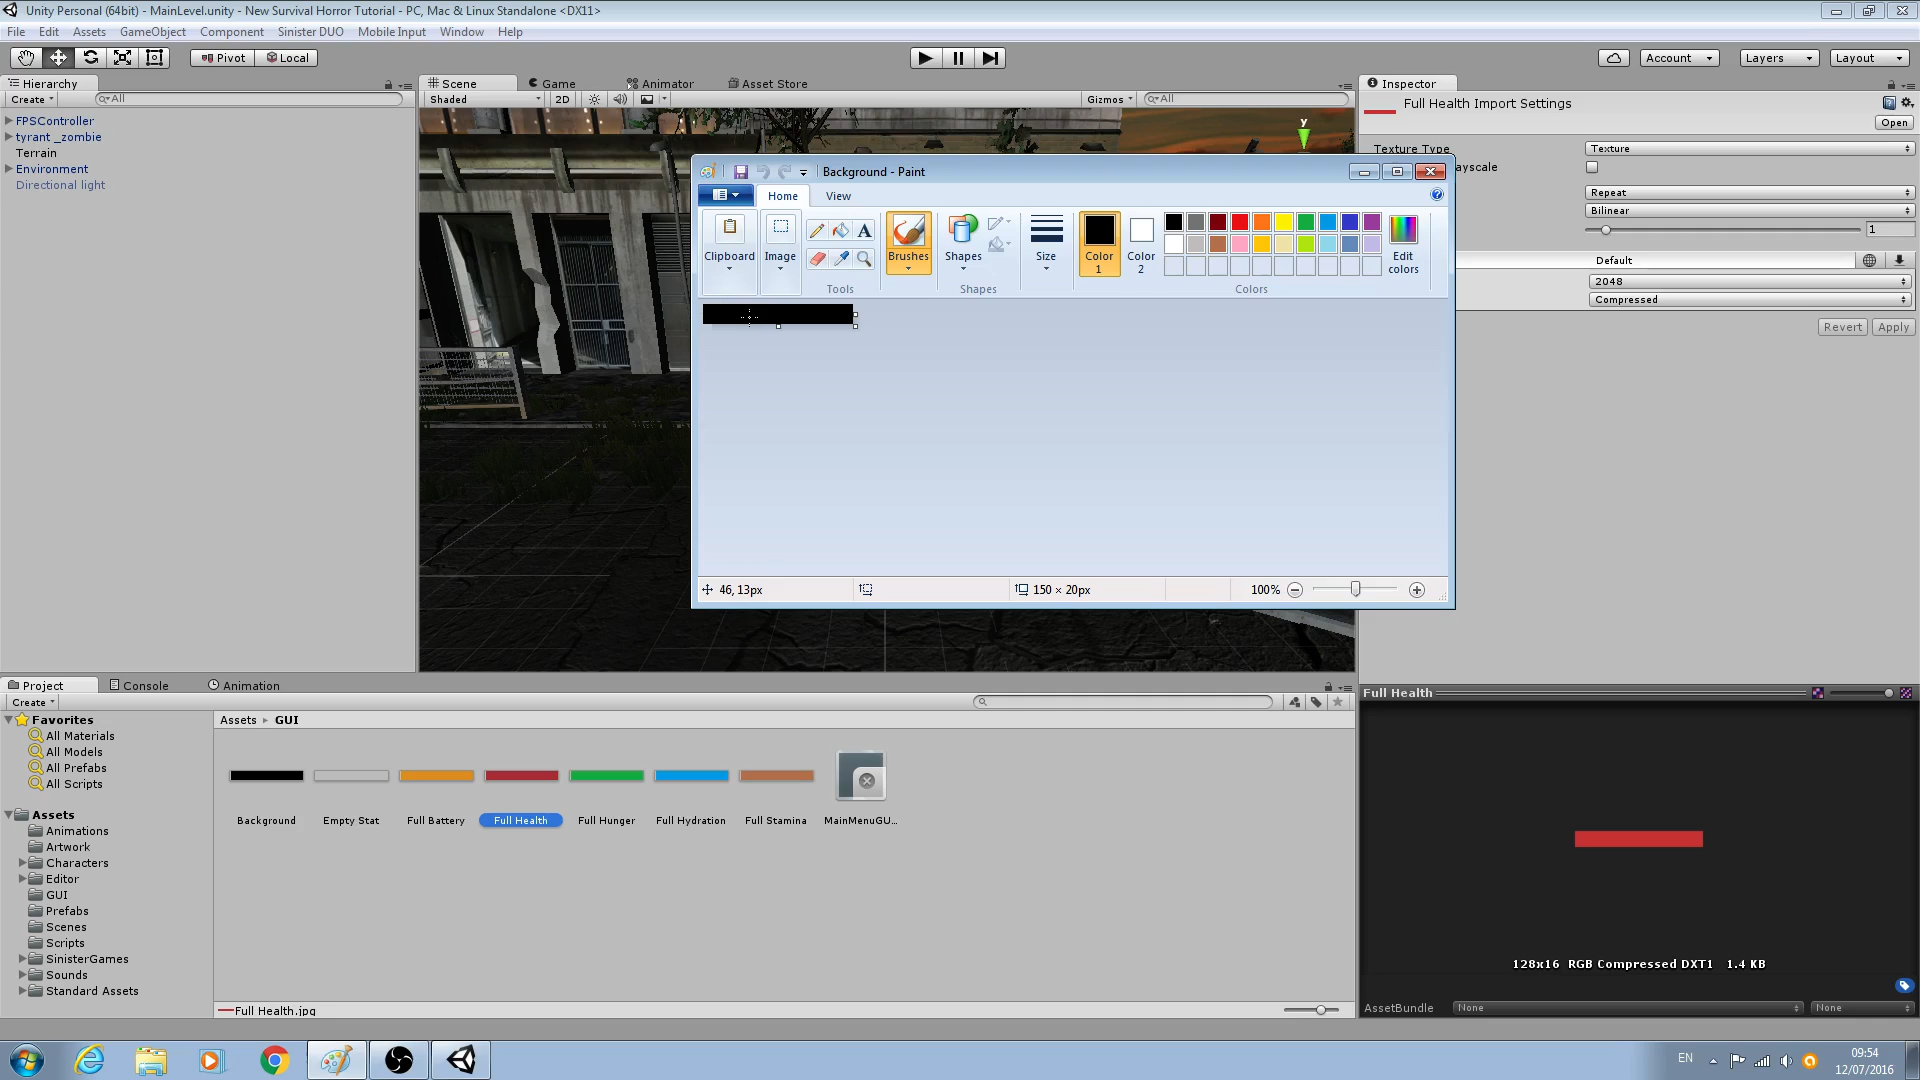 Unity Personal (64bit) - MainLevel.unity - New Survival Horror Tutorial - PC, Mac & Linux Standalone <DX11>
File Edit Assets GameObject Component Sinister DUO Mobile Input Window Help
Pivot Local Account Layers Layout
Hierarchy
Create All
FPSController
tyrant _zombie
Terrain
Environment
Directional light
Scene Game Animator Asset Store
Shaded 2D Gizmos All
y
Background - Paint
Home View
Clipboard Image Brushes Shapes Size Color 1 Color 2 Edit colors
Tools Shapes Colors
46, 13px 150 × 20px 100%
Inspector
Full Health Import Settings
Open
Texture Type Texture
ayscale
Repeat
Bilinear
1
Default
2048
Compressed
Revert Apply
Project Console Animation
Create
Favorites
All Materials
All Models
All Prefabs
All Scripts
Assets
Animations
Artwork
Characters
Editor
GUI
Prefabs
Scenes
Scripts
SinisterGames
Sounds
Standard Assets
Assets GUI
Background Empty Stat Full Battery Full Health Full Hunger Full Hydration Full Stamina MainMenuGU...
Full Health.jpg
Full Health
128x16 RGB Compressed DXT1 1.4 KB
AssetBundle None None
EN
09:54
12/07/2016